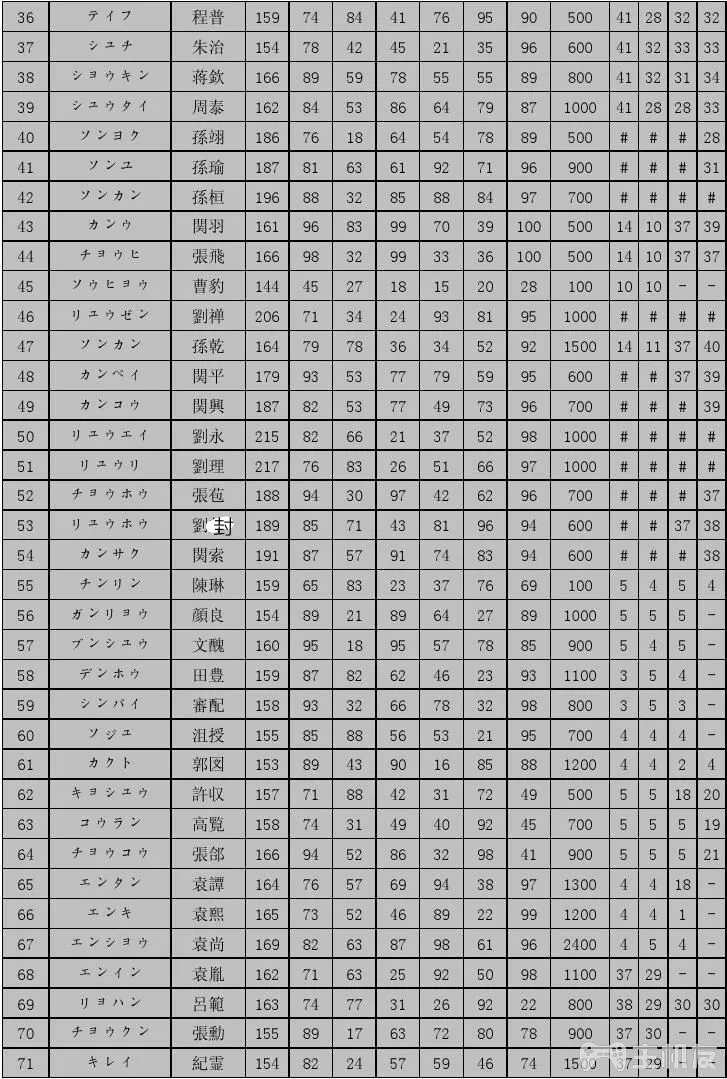 36 テイフ 程普 159 74 84 41 76 95 90 500 41 28 32 32
37 シユチ 朱治 154 78 42 45 21 35 96 600 41 32 33 33
38 シヨウキン 蒋欽 166 89 59 78 55 55 89 800 41 32 31 34
39 シユウタイ 周泰 162 84 53 86 64 79 87 1000 41 28 28 33
40 ソンヨク 孫翊 186 76 18 64 54 78 89 500 # # # 28
41 ソンユ 孫瑜 187 81 63 61 92 71 96 900 # # # 31
42 ソンカン 孫桓 196 88 32 85 88 84 97 700 # # # #
43 カンウ 関羽 161 96 83 99 70 39 100 500 14 10 37 39
44 チヨウヒ 張飛 166 98 32 99 33 36 100 500 14 10 37 37
45 ソウヒヨウ 曹豹 144 45 27 18 15 20 28 100 10 10 - -
46 リユウゼン 劉禅 206 71 34 24 93 81 95 1000 # # # #
47 ソンカン 孫乾 164 79 78 36 34 52 92 1500 14 11 37 40
48 カンペイ 関平 179 93 53 77 79 59 95 600 # # 37 39
49 カンコウ 関興 187 82 53 77 49 73 96 700 # # # 39
50 リユウエイ 劉永 215 82 66 21 37 52 98 1000 # # # #
51 リユウリ 劉理 217 76 83 26 51 66 97 1000 # # # #
52 チヨウホウ 張苞 188 94 30 97 42 62 96 700 # # # 37
53 リユウホウ 劉封 189 85 71 43 81 96 94 600 # # 37 38
54 カンサク 関索 191 87 57 91 74 83 94 600 # # # 38
55 チンリン 陳琳 159 65 83 23 37 76 69 100 5 4 5 4
56 ガンリヨウ 顔良 154 89 21 89 64 27 89 1000 5 5 5 -
57 ブンシユウ 文醜 160 95 18 95 57 78 85 900 5 4 5 -
58 デンホウ 田豊 159 87 82 62 46 23 93 1100 3 5 4 -
59 シンパイ 審配 158 93 32 66 78 32 98 800 3 5 3 -
60 ソジユ 沮授 155 85 88 56 53 21 95 700 4 4 4 -
61 カクト 郭図 153 89 43 90 16 85 88 1200 4 4 2 4
62 キヨシユウ 許収 157 71 88 42 31 72 49 500 5 5 18 20
63 コウラン 高覧 158 74 31 49 40 92 45 700 5 5 5 19
64 チヨウコウ 張郃 166 94 52 86 32 98 41 900 5 5 5 21
65 エンタン 袁譚 164 76 57 69 94 38 97 1300 4 4 18 -
66 エンキ 袁熙 165 73 52 46 89 22 99 1200 4 4 1 -
67 エンシヨウ 袁尚 169 82 63 87 98 61 96 2400 4 5 4 -
68 エンイン 袁胤 162 71 63 25 92 50 98 1100 37 29 - -
69 リヨハン 呂範 163 74 77 31 26 92 22 800 38 29 30 30
70 チヨウクン 張勳 155 89 17 63 72 80 78 900 37 30 - -
71 キレイ 紀霊 154 82 24 57 59 46 74 1500 37 29 - -
主机友